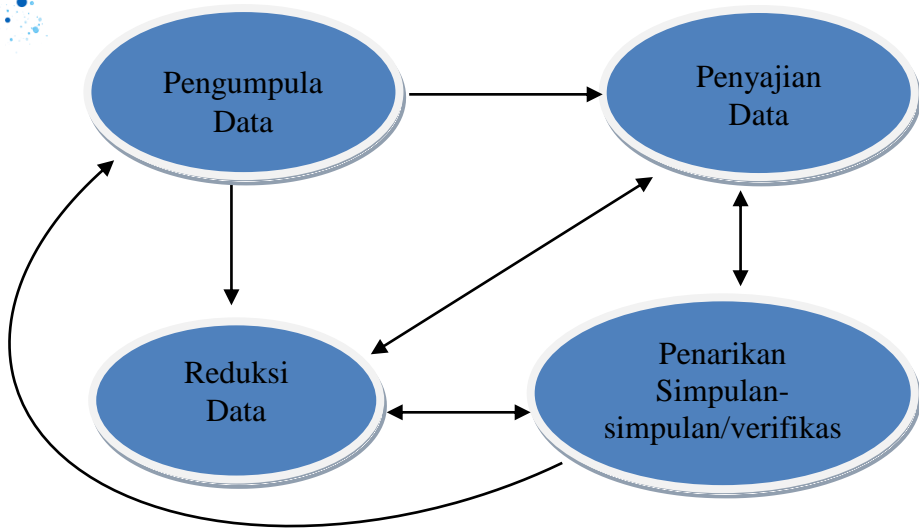 Pengumpula
Data
Penyajian
Data
Reduksi
Data
Penarikan
Simpulan-
simpulan/verifikas